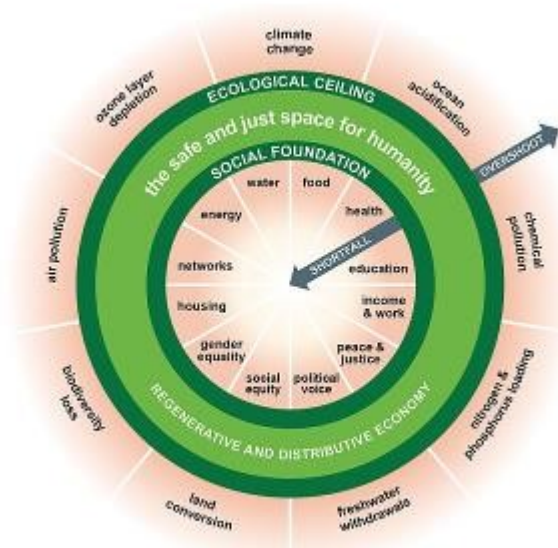 climate
change
ozone layer
depletion
ocean
acidification
ECOLOGICAL CEILING
OVERSHOOT
the safe and just space for humanity
SOCIAL FOUNDATION
water
food
energy
health
SHORTFALL
networks
education
housing
income
& work
gender
equality
peace &
justice
social
equity
political
voice
air pollution
chemical
pollution
REGENERATIVE AND DISTRIBUTIVE ECONOMY
biodiversity
loss
nitrogen &
phosphorus loading
land
conversion
freshwater
withdrawals